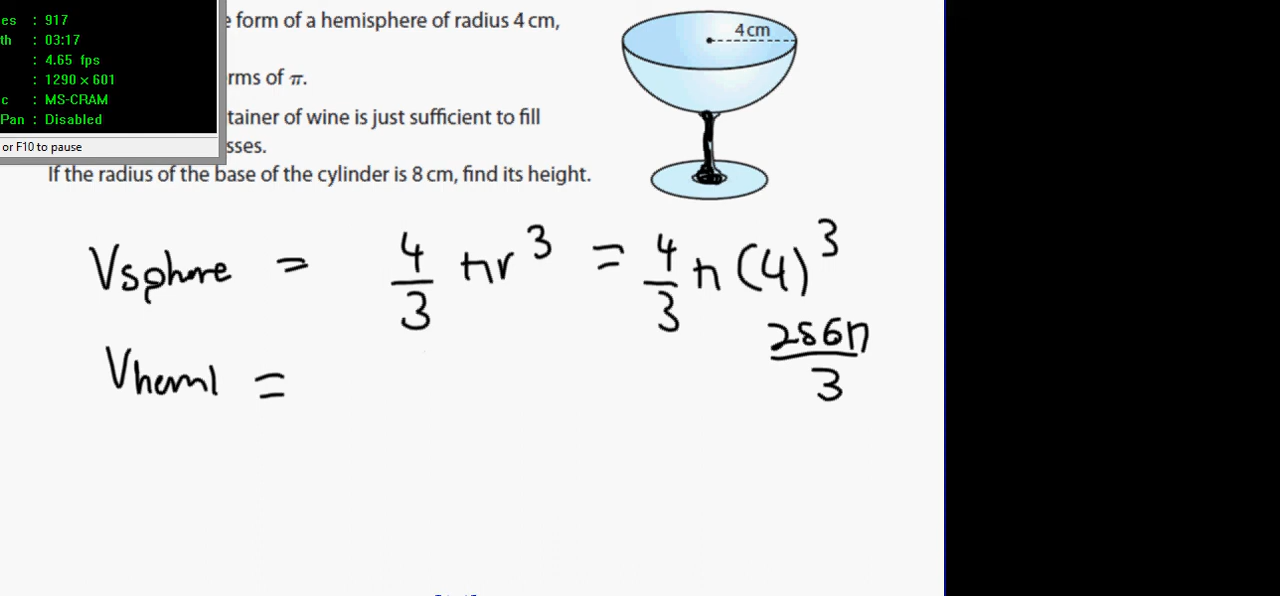 es : 917
e form of a hemisphere of radius 4 cm,
th : 03:17
: 4.65 fps
rms of π.
: 1290 × 601
c : MS-CRAM
Pan : Disabled
tainer of wine is just sufficient to fill
or F10 to pause
sses.
If the radius of the base of the cylinder is 8 cm, find its height.
4 cm
Vsphere = 4/3 πr³ = 4/3 π (4)³
256π/3
Vhemi =